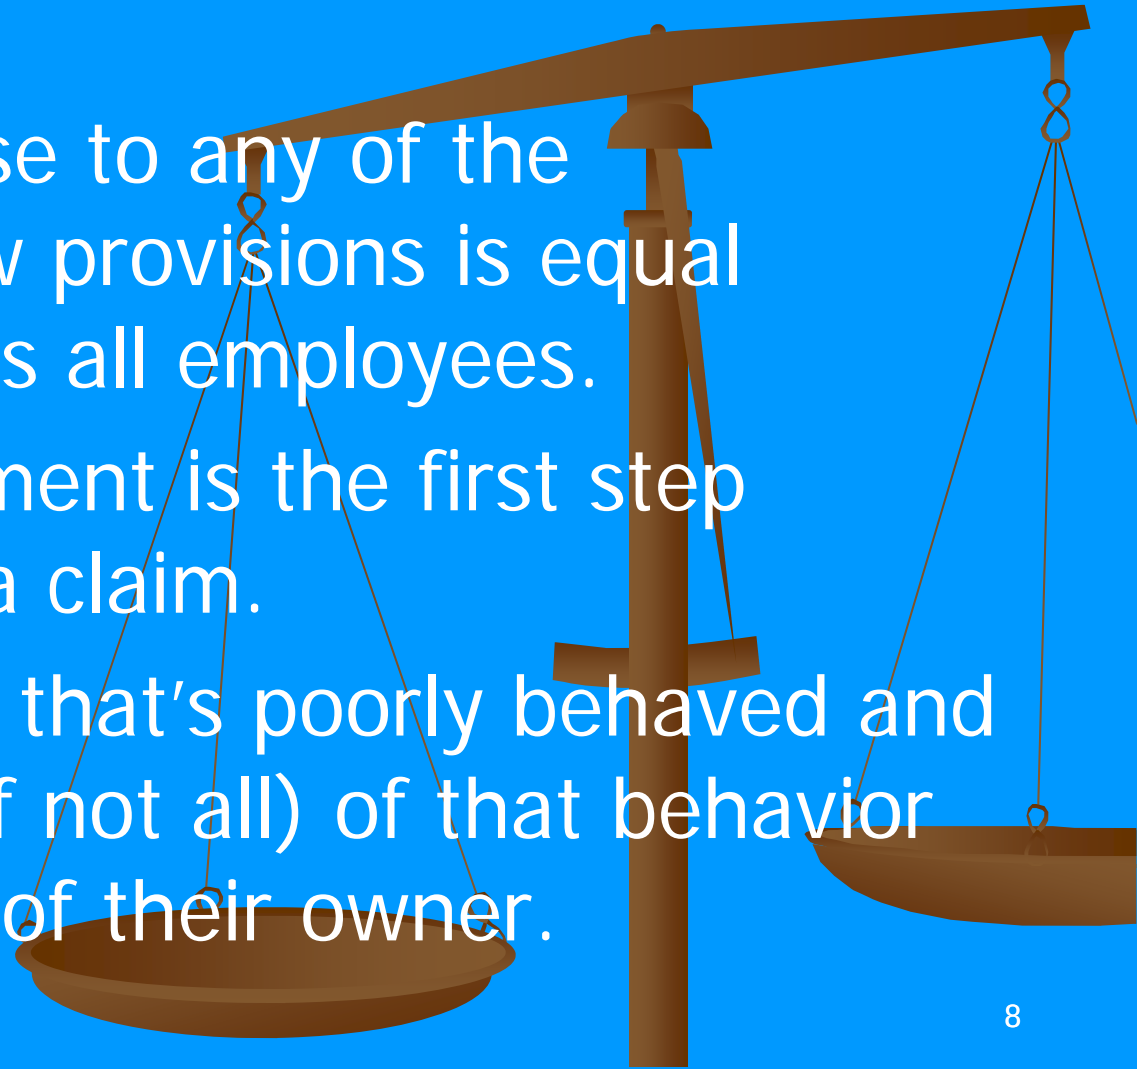 se to any of the
w provisions is equal
s all employees.
ment is the first step
a claim.
that's poorly behaved and
f not all) of that behavior
of their owner.
8